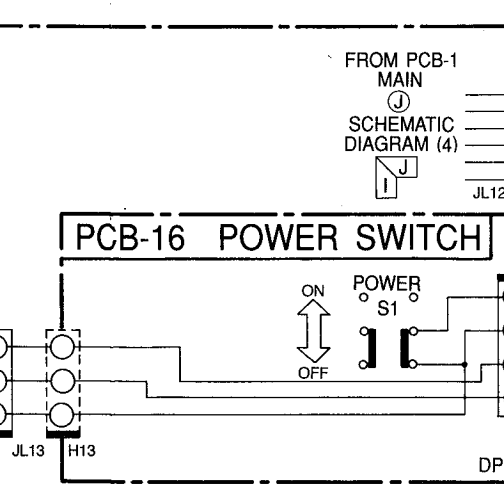 FROM PCB-1
MAIN
J
SCHEMATIC
DIAGRAM (4)
J
I
JL12
PCB-16 POWER SWITCH
ON
POWER
S1
OFF
JL13
H13
DP